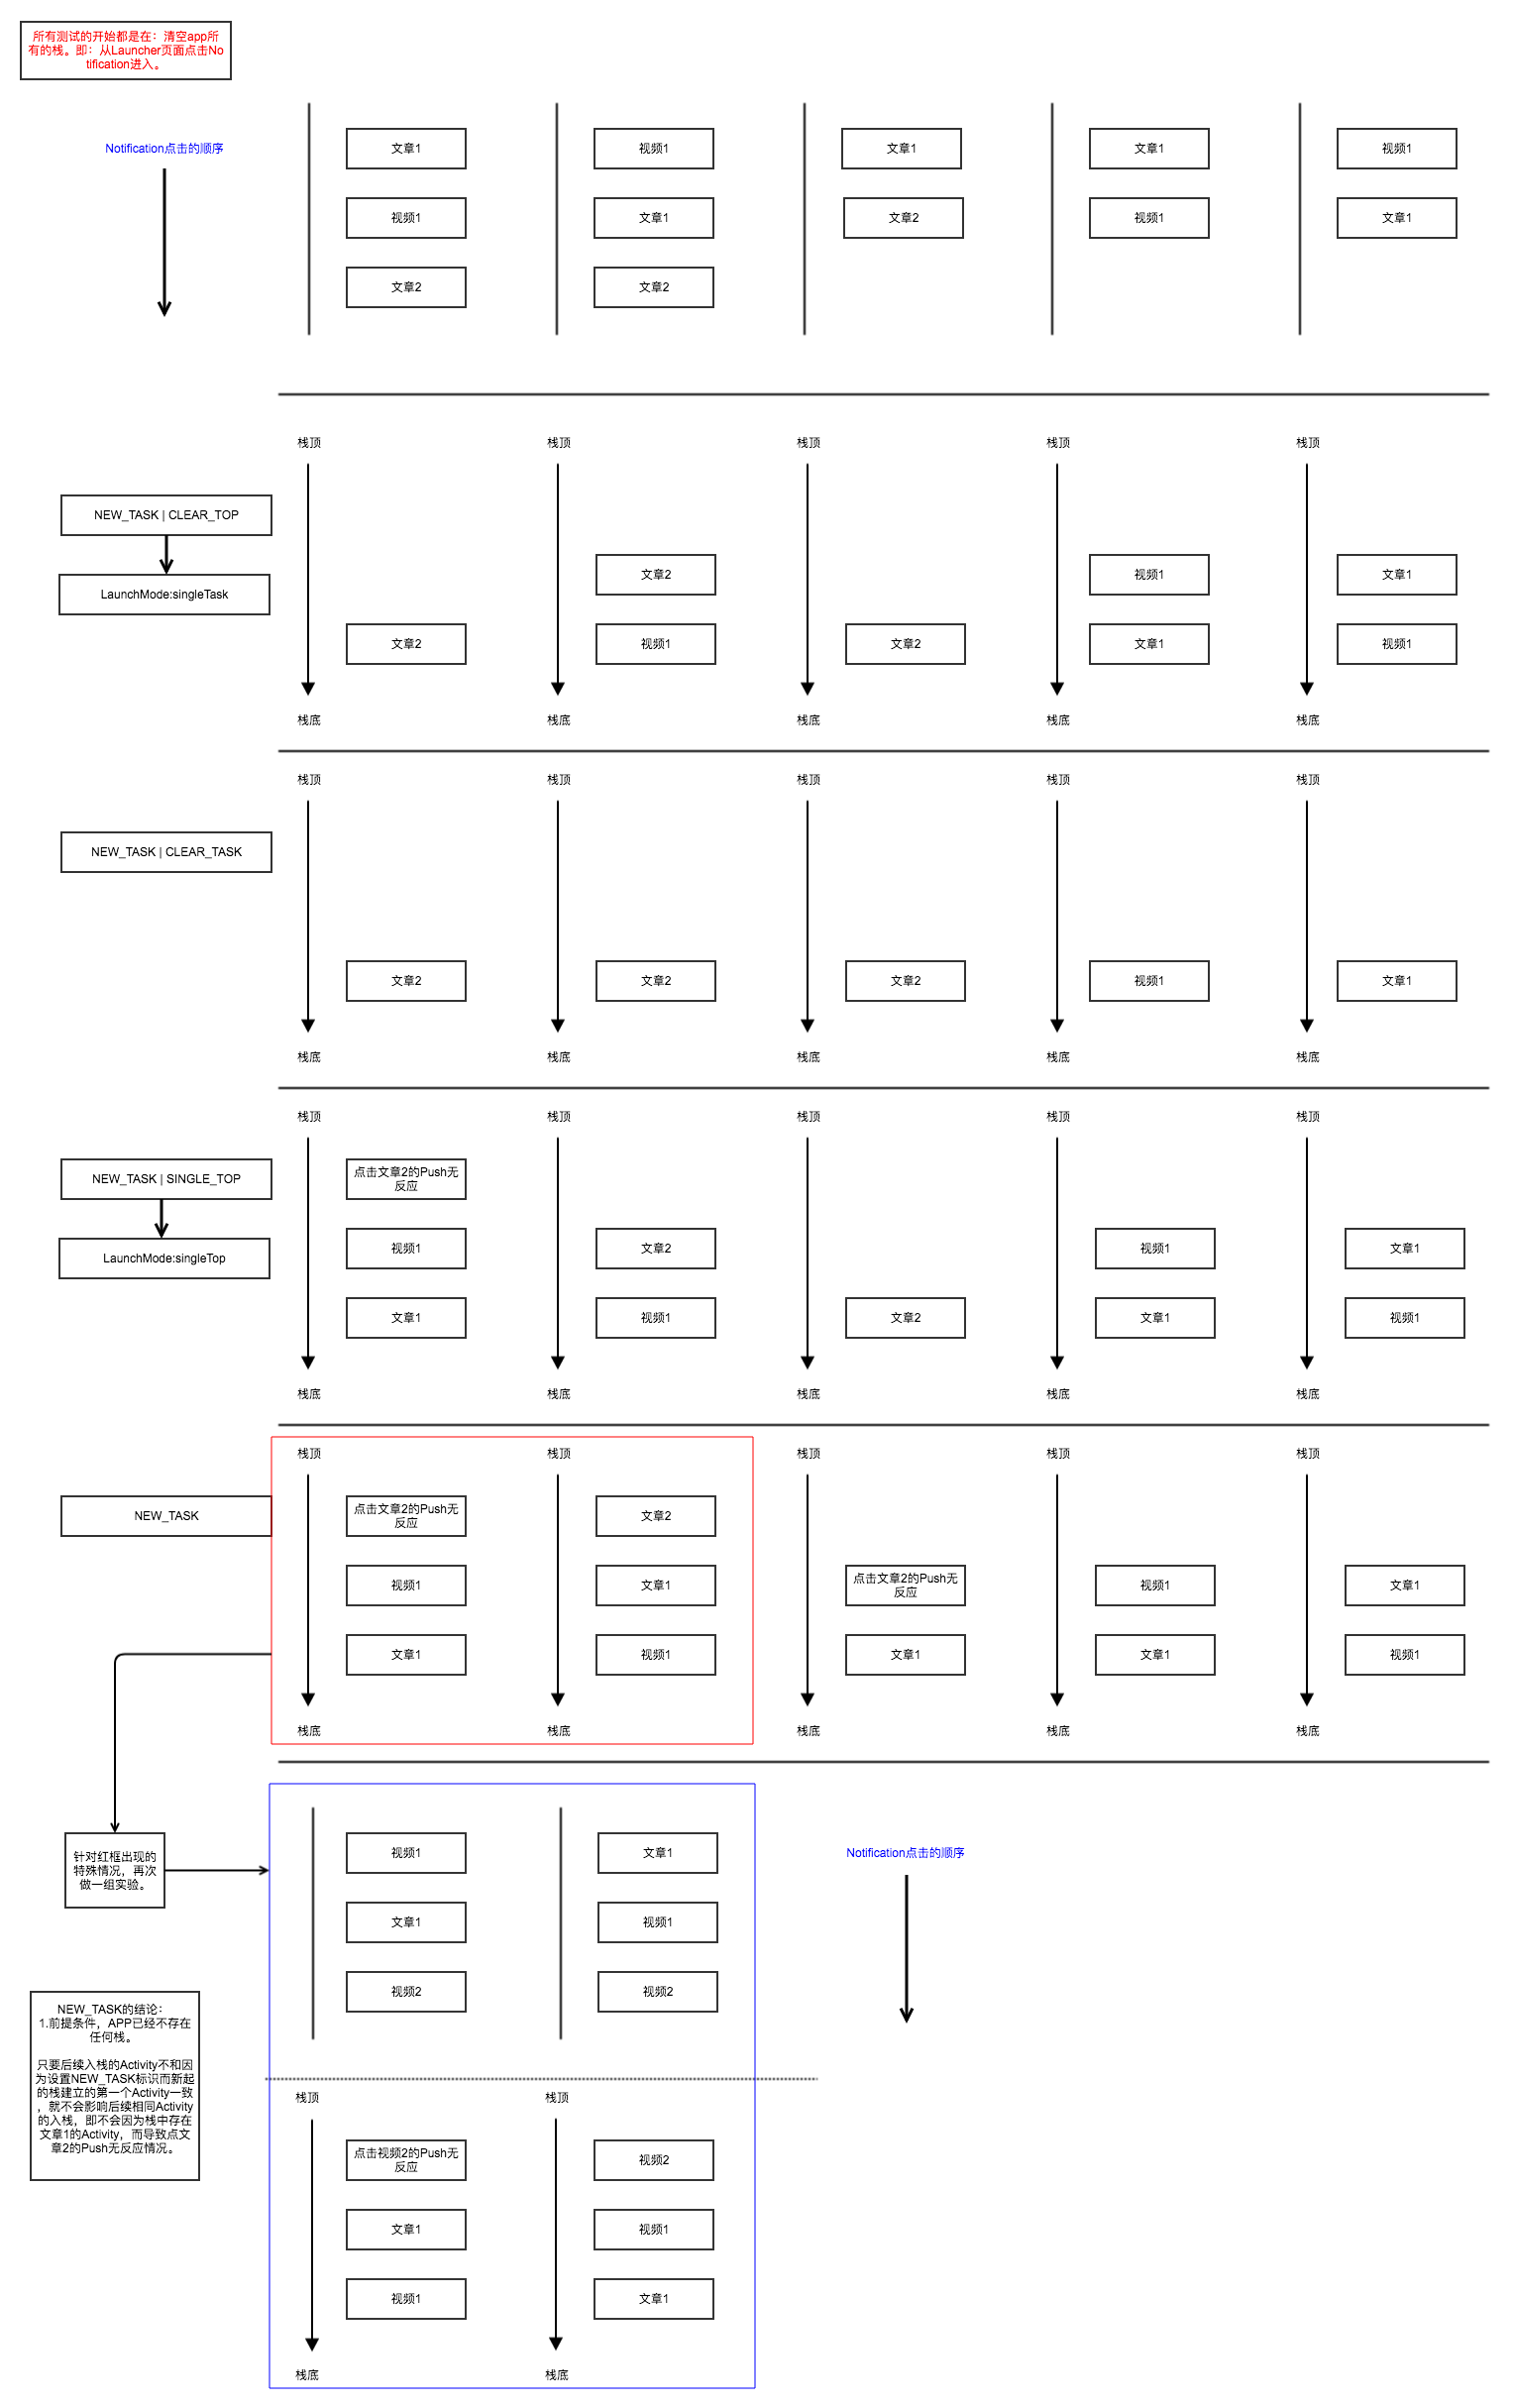 所有测试的开始都是在：清空app所
有的栈。即：从Launcher页面点击No
tification进入。
Notification点击的顺序
文章1
视频1
文章1
文章1
视频1
视频1
文章1
文章2
视频1
文章1
文章2
文章2
栈顶
栈顶
栈顶
栈顶
栈顶
NEW_TASK | CLEAR_TOP
LaunchMode:singleTask
文章2
视频1
文章1
文章2
视频1
文章2
文章1
视频1
栈底
栈底
栈底
栈底
栈底
栈顶
栈顶
栈顶
栈顶
栈顶
NEW_TASK | CLEAR_TASK
文章2
文章2
文章2
视频1
文章1
栈底
栈底
栈底
栈底
栈底
栈顶
栈顶
栈顶
栈顶
栈顶
NEW_TASK | SINGLE_TOP
点击文章2的Push无
反应
LaunchMode:singleTop
视频1
文章2
视频1
文章1
文章1
视频1
文章2
文章1
视频1
栈底
栈底
栈底
栈底
栈底
栈顶
栈顶
栈顶
栈顶
栈顶
NEW_TASK
点击文章2的Push无
反应
文章2
视频1
文章1
点击文章2的Push无
反应
视频1
文章1
文章1
视频1
文章1
文章1
视频1
栈底
栈底
栈底
栈底
栈底
针对红框出现的
特殊情况，再次
做一组实验。
视频1
文章1
Notification点击的顺序
文章1
视频1
视频2
视频2
NEW_TASK的结论：
1.前提条件，APP已经不存在
任何栈。
只要后续入栈的Activity不和因
为设置NEW_TASK标识而新起
的栈建立的第一个Activity一致
，就不会影响后续相同Activity
的入栈，即不会因为栈中存在
文章1的Activity，而导致点文
章2的Push无反应情况。
栈顶
栈顶
点击视频2的Push无
反应
视频2
文章1
视频1
视频1
文章1
栈底
栈底